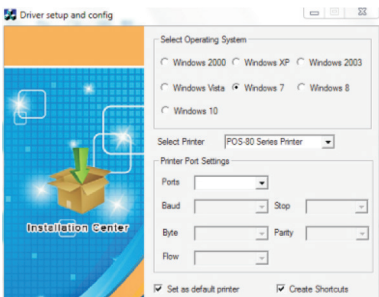 Driver setup and config
Select Operating System
Windows 2000 Windows XP Windows 2003
Windows Vista Windows 7 Windows 8
Windows 10
Select Printer POS-80 Series Printer
Printer Port Settings
Ports
Baud Stop
Byte Parity
Flow
Installation Center
Set as default printer Create Shortcuts